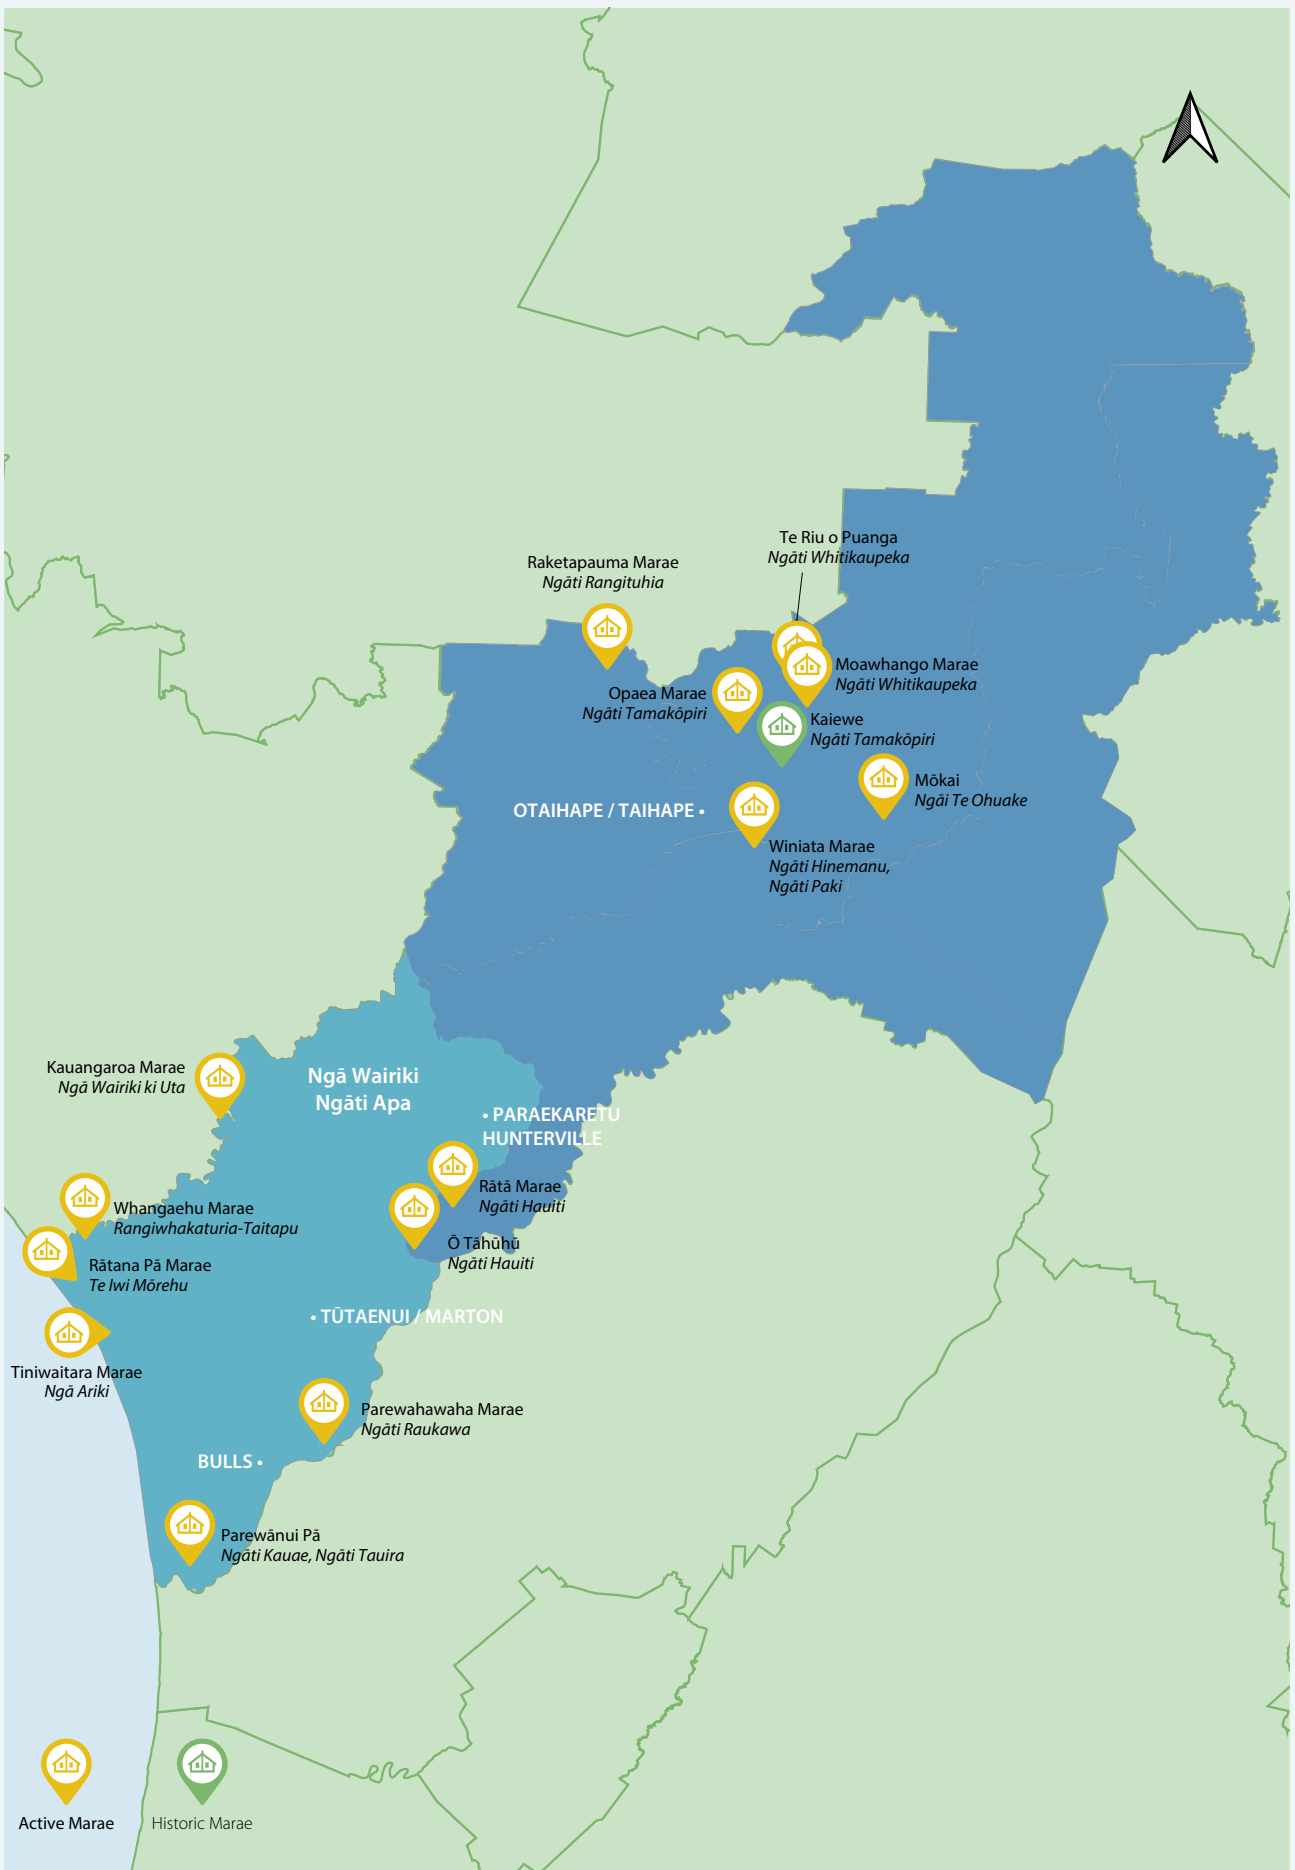 Te Riu o Puanga
Ngāti Whitikaupeka
Raketapauma Marae
Ngāti Rangituhia
Moawhango Marae
Ngāti Whitikaupeka
Opaea Marae
Ngāti Tamakōpiri
Kaiewe
Ngāti Tamakōpiri
Mōkai
Ngāi Te Ohuake
OTAIHAPE / TAIHAPE •
Winiata Marae
Ngāti Hinemanu,
Ngāti Paki
Kauangaroa Marae
Ngā Wairiki ki Uta
Ngā Wairiki
Ngāti Apa
• PARAEKARETU
HUNTERVILLE
Rātā Marae
Ngāti Hauiti
Whangaehu Marae
Rangiwhakaturia-Taitapu
Ō Tāhūhū
Ngāti Hauiti
Rātana Pā Marae
Te Iwi Mōrehu
• TŪTAENUI / MARTON
Tiniwaitara Marae
Ngā Ariki
Parewahawaha Marae
Ngāti Raukawa
BULLS •
Parewānui Pā
Ngāti Kauae, Ngāti Tauira
Active Marae
Historic Marae